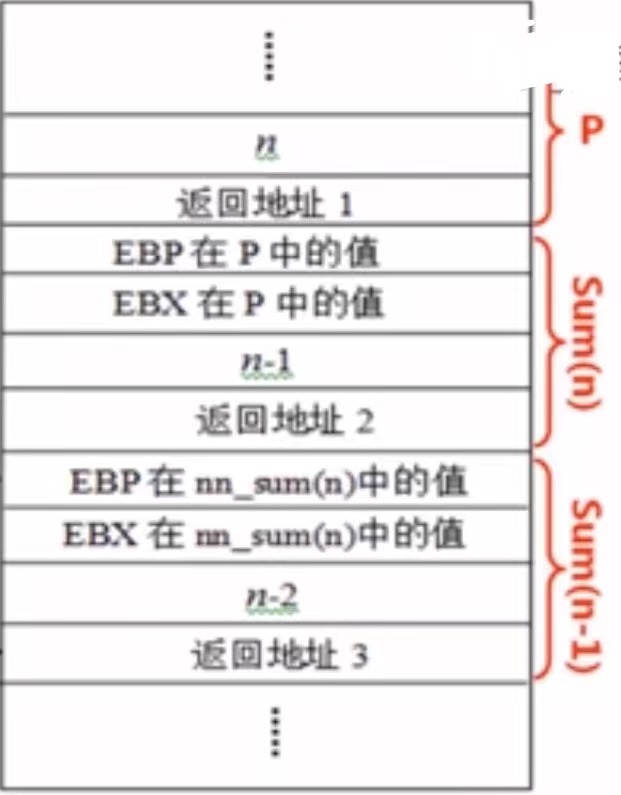 n
P
返回地址 1
EBP 在 P 中的值
EBX 在 P 中的值
n-1
返回地址 2
Sum(n)
EBP 在 nn_sum(n)中的值
EBX 在 nn_sum(n)中的值
n-2
返回地址 3
Sum(n-1)